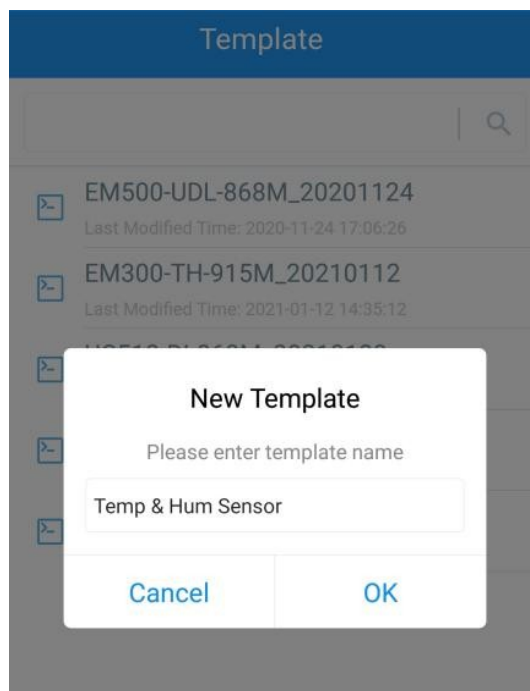 Template
EM500-UDL-868M_20201124
Last Modified Time: 2020-11-24 17:06:26
EM300-TH-915M_20210112
Last Modified Time: 2021-01-12 14:35:12
New Template
Please enter template name
Temp & Hum Sensor
Cancel
OK